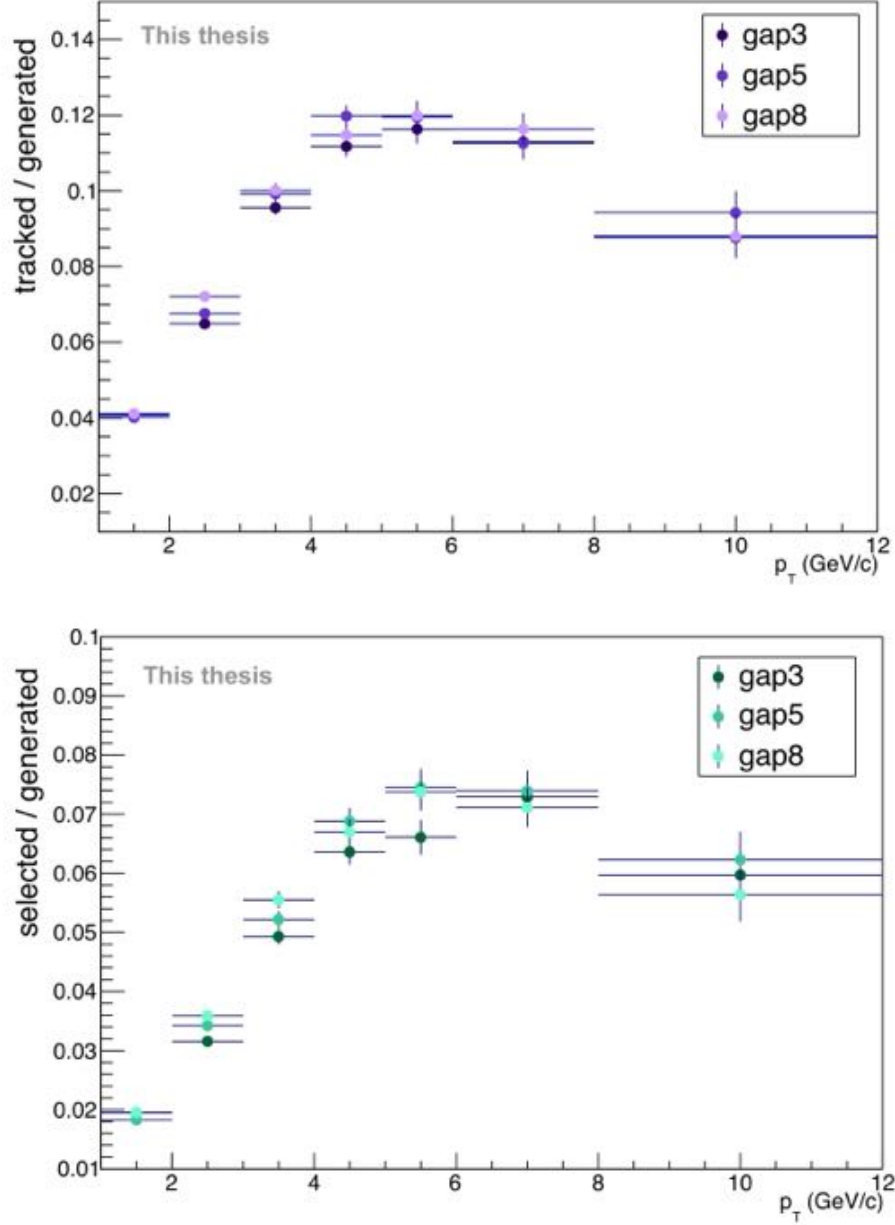 This thesis
gap3
gap5
gap8
tracked / generated
0.14
0.12
0.1
0.08
0.06
0.04
0.02
2
4
6
8
10
12
p_T (GeV/c)
This thesis
gap3
gap5
gap8
selected / generated
0.1
0.09
0.08
0.07
0.06
0.05
0.04
0.03
0.02
0.01
2
4
6
8
10
12
p_T (GeV/c)